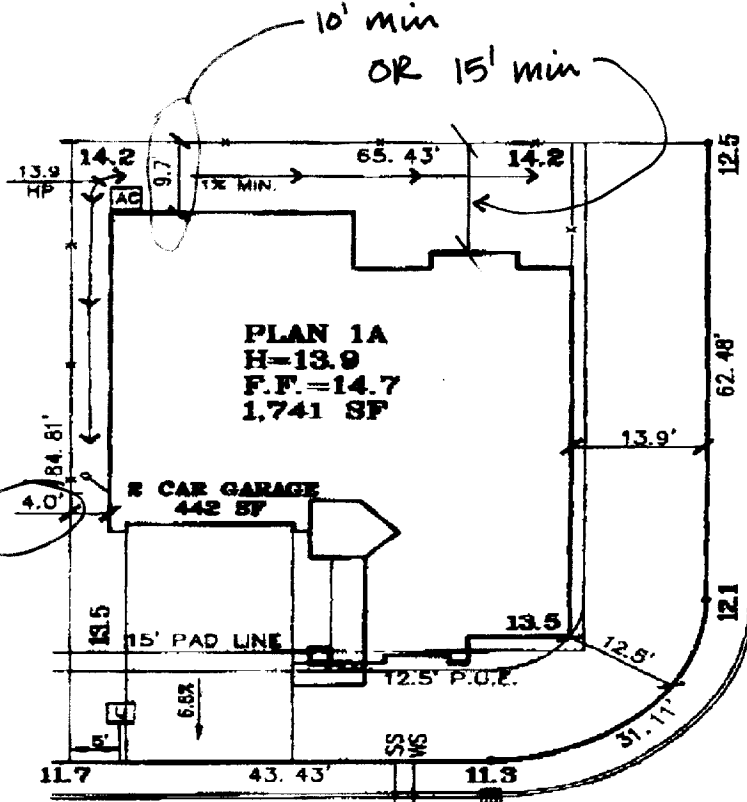 10' min
OR 15' min
14.2
65.43'
14.2
12.5
13.9
HP
9.7
AC
1% MIN.
PLAN 1A
H=13.9
F.F.=14.7
1,741 SF
62.48'
84.81'
13.9'
4.0'
2 CAR GARAGE
442 SF
13.5
13.5
12.1
15' PAD LINE
12.5'
12.5' P.U.E.
6.6%
31.11'
5'
SS
WS
11.7
43.43'
11.3